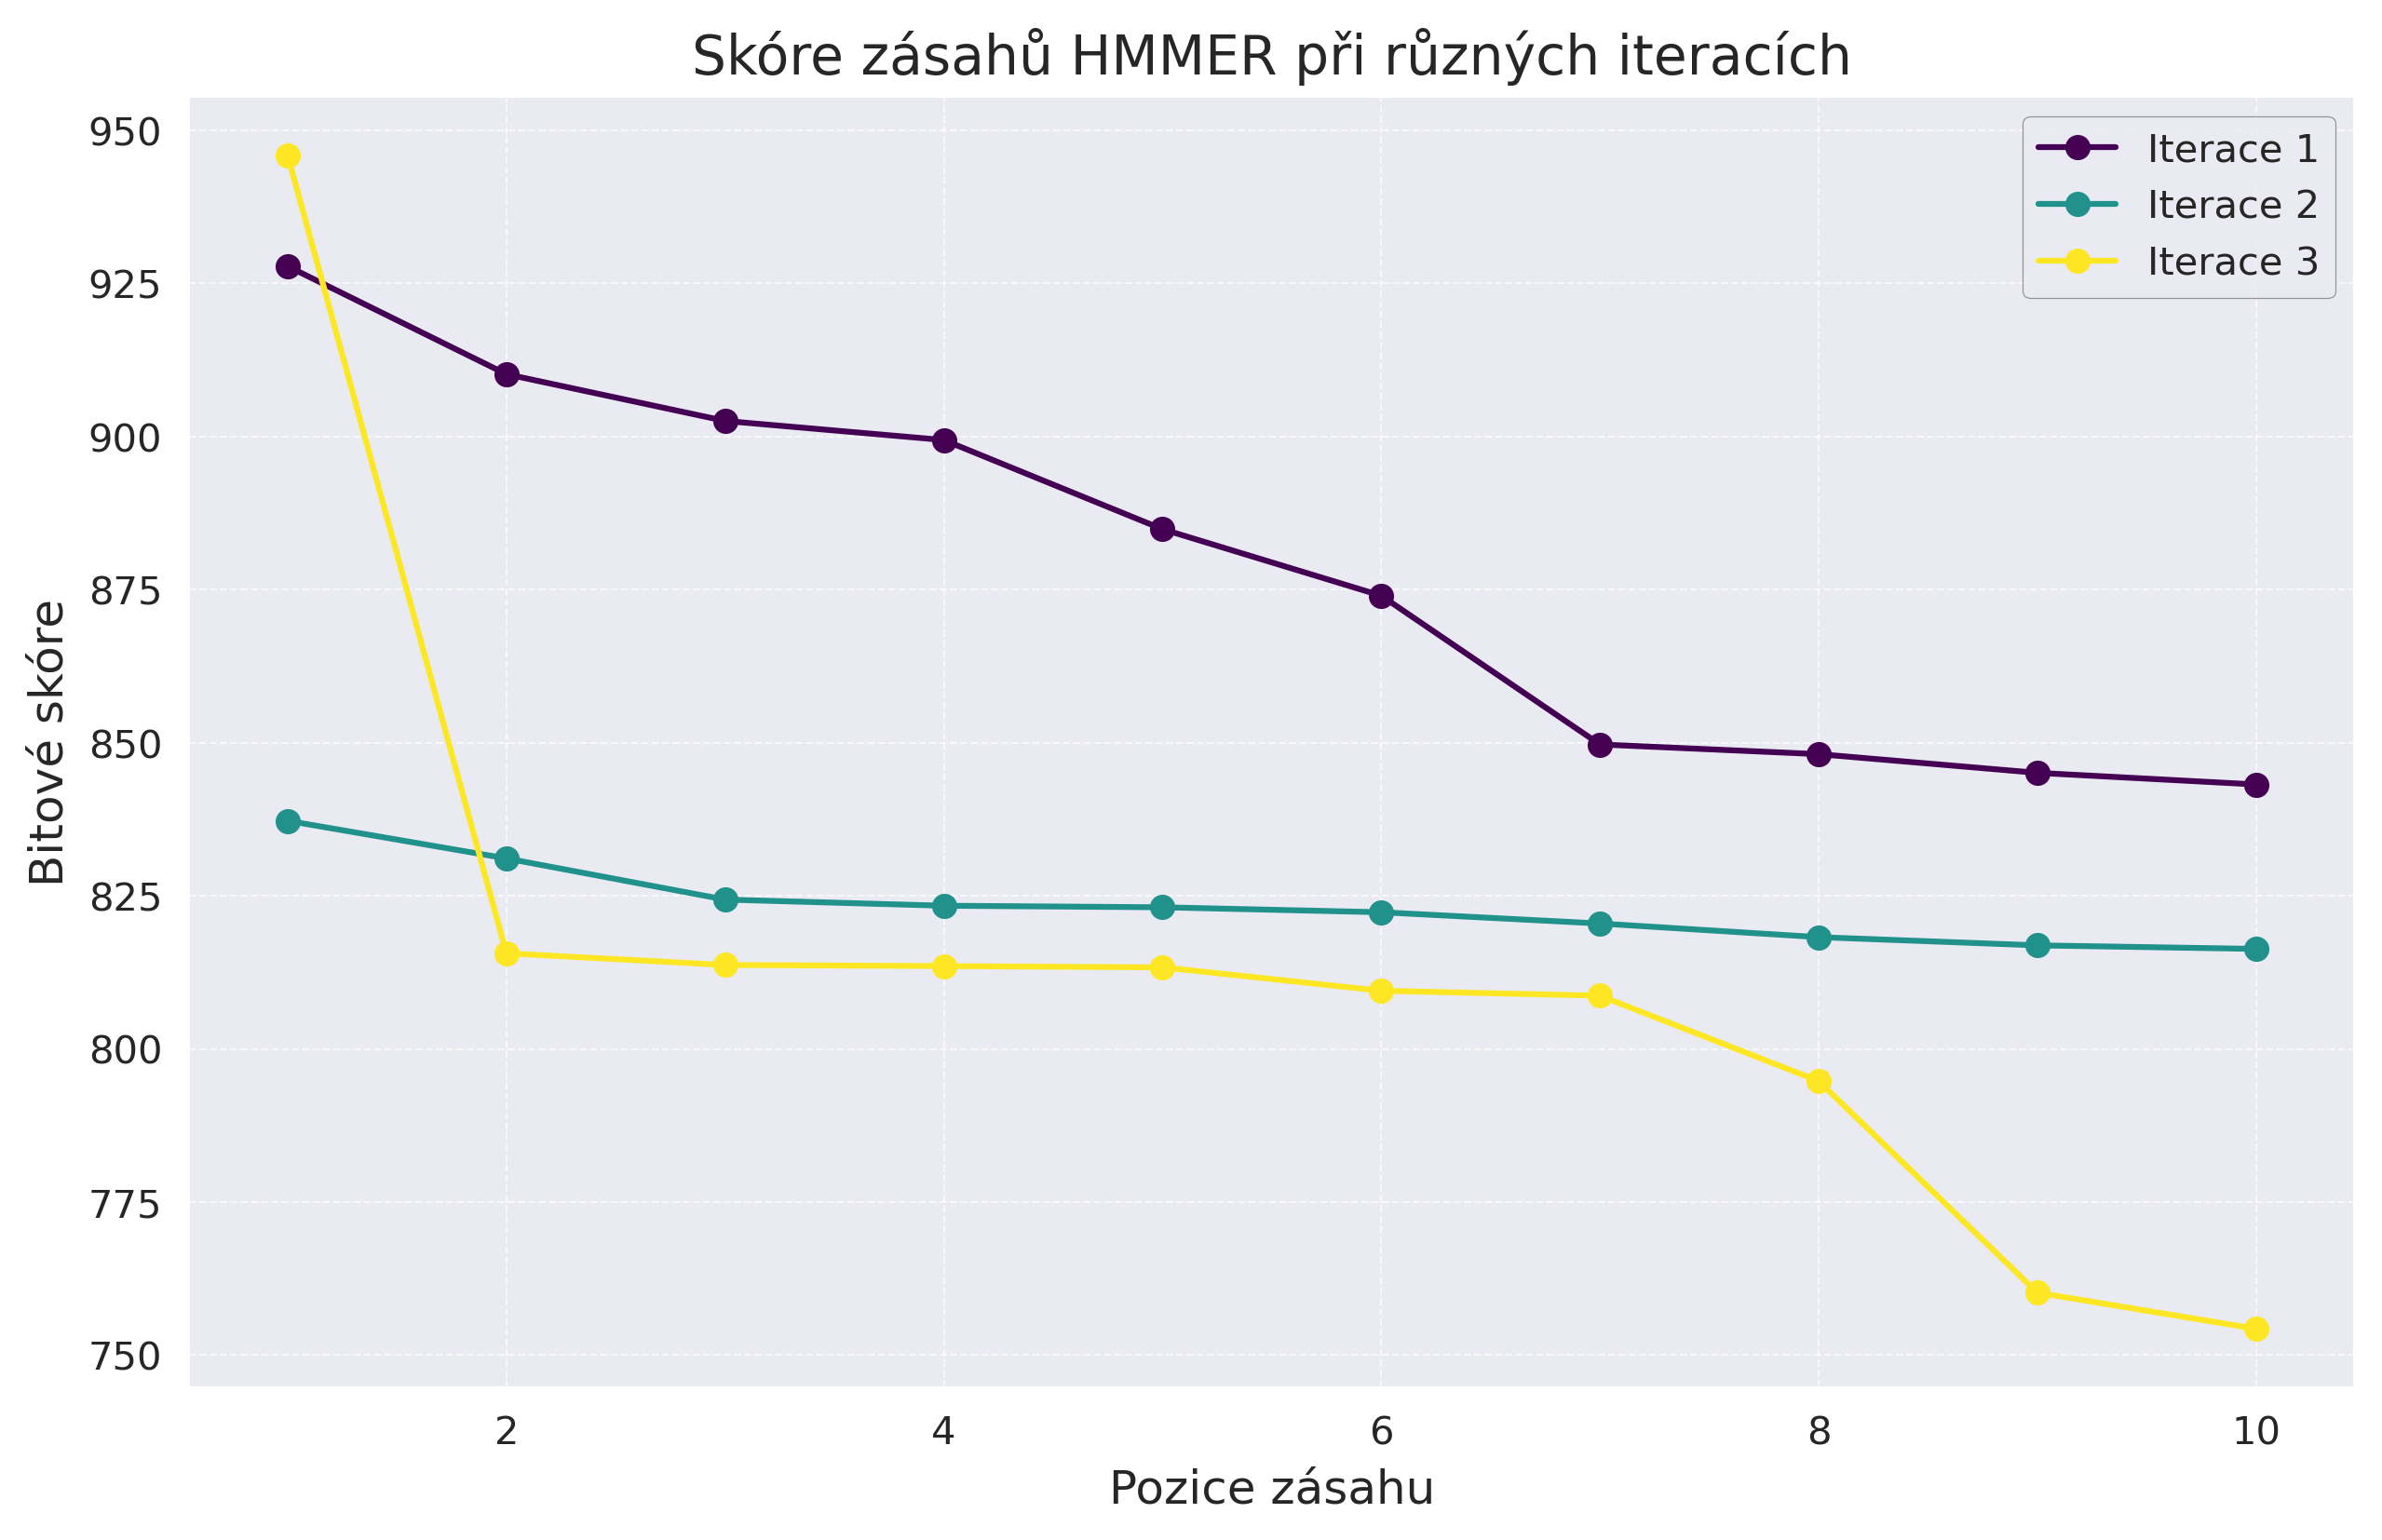 Skóre zásahů HMMER při různých iteracích
Bitové skóre
950
925
900
875
850
825
800
775
750
Iterace 1
Iterace 2
Iterace 3
2
4
6
8
10
Pozice zásahu